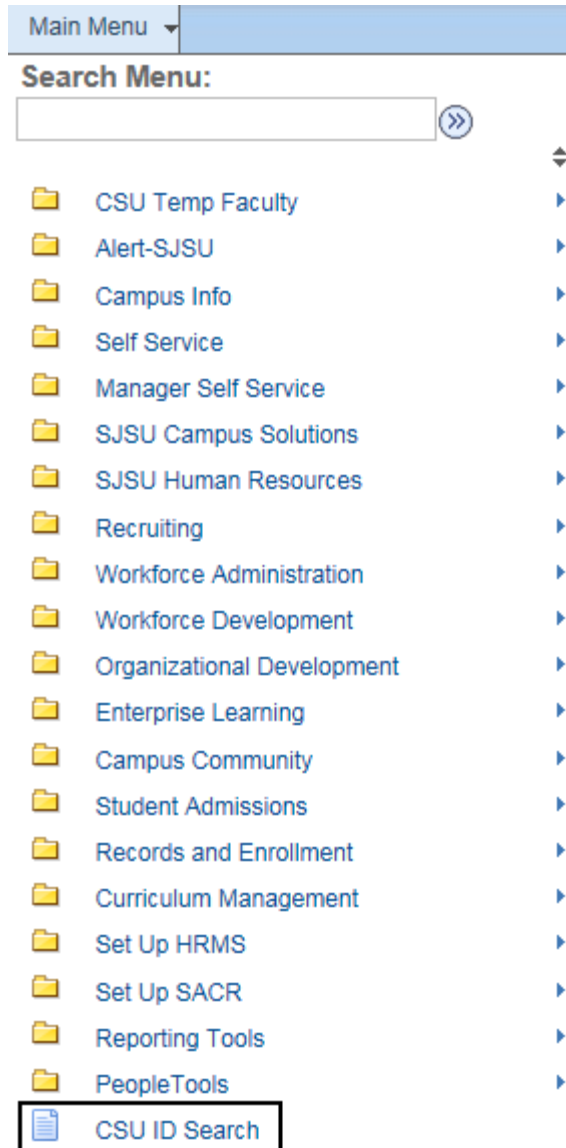 Main Menu
Search Menu:
CSU Temp Faculty
Alert-SJSU
Campus Info
Self Service
Manager Self Service
SJSU Campus Solutions
SJSU Human Resources
Recruiting
Workforce Administration
Workforce Development
Organizational Development
Enterprise Learning
Campus Community
Student Admissions
Records and Enrollment
Curriculum Management
Set Up HRMS
Set Up SACR
Reporting Tools
PeopleTools
CSU ID Search